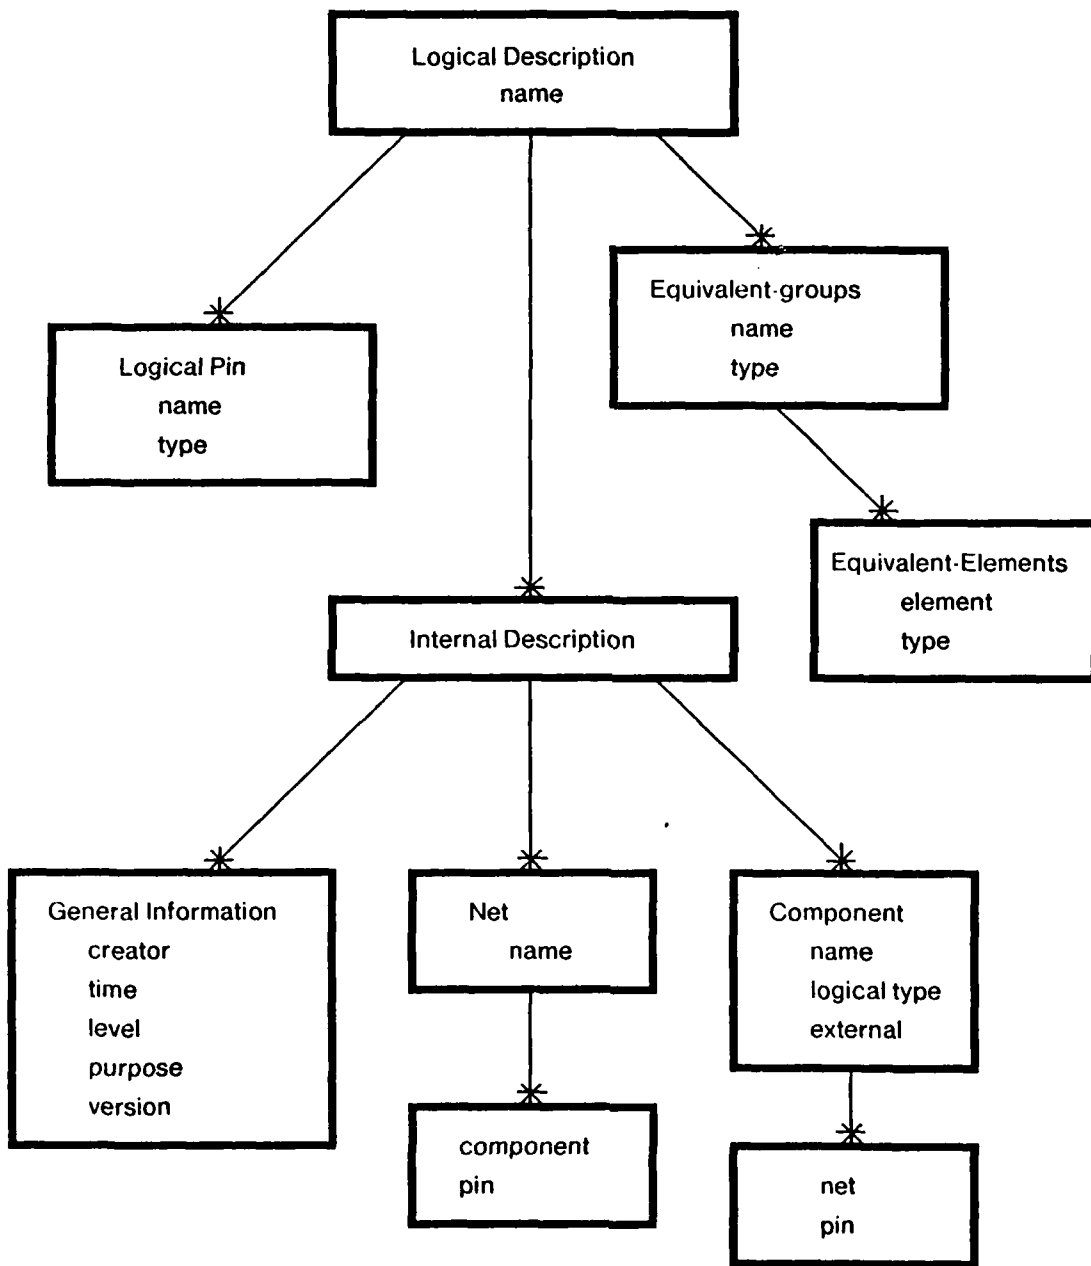 Logical Description
name
Equivalent-groups
name
type
Logical Pin
name
type
Equivalent-Elements
element
type
Internal Description
General Information
creator
time
level
purpose
version
Net
name
Component
name
logical type
external
component
pin
net
pin